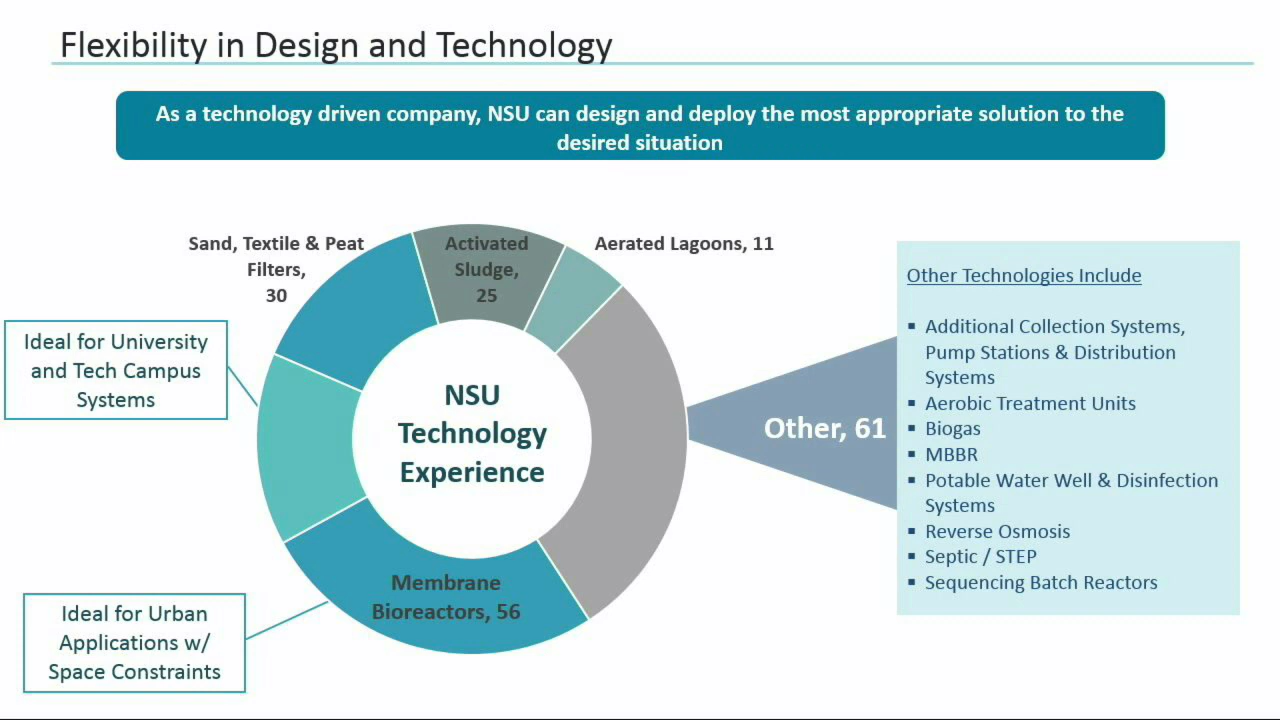 Flexibility in Design and Technology
As a technology driven company, NSU can design and deploy the most appropriate solution to the
desired situation
Sand, Textile & Peat
Filters,
30
Activated
Sludge,
25
Aerated Lagoons, 11
Ideal for University
and Tech Campus
Systems
NSU
Technology
Experience
Other, 61
Membrane
Bioreactors, 56
Ideal for Urban
Applications w/
Space Constraints
Other Technologies Include
▪ Additional Collection Systems,
Pump Stations & Distribution
Systems
▪ Aerobic Treatment Units
▪ Biogas
▪ MBBR
▪ Potable Water Well & Disinfection
Systems
▪ Reverse Osmosis
▪ Septic / STEP
▪ Sequencing Batch Reactors